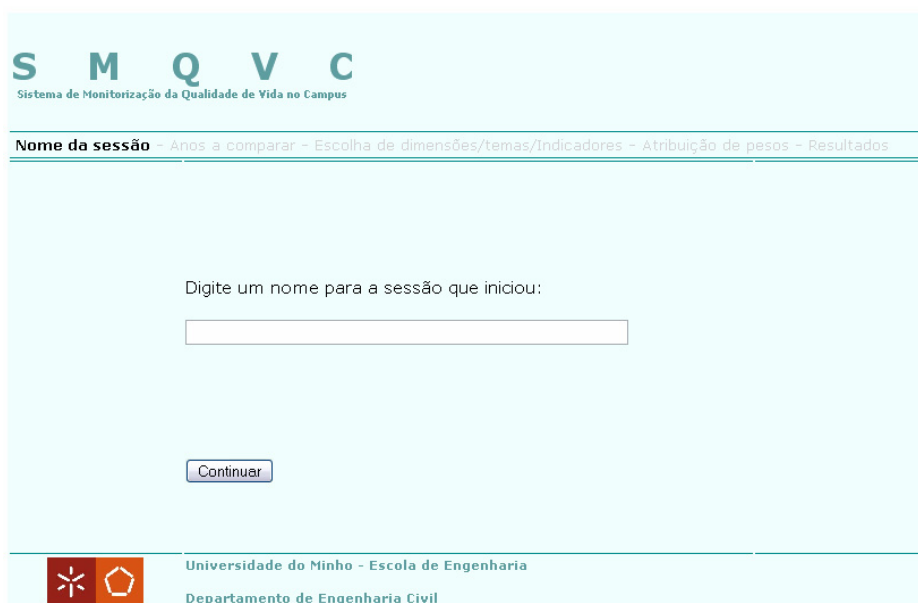 S M Q V C
Sistema de Monitorização da Qualidade de Vida no Campus
Nome da sessão - Anos a comparar - Escolha de dimensões/temas/Indicadores - Atribuição de pesos - Resultados
Digite um nome para a sessão que iniciou:
Continuar
Universidade do Minho - Escola de Engenharia
Departamento de Engenharia Civil